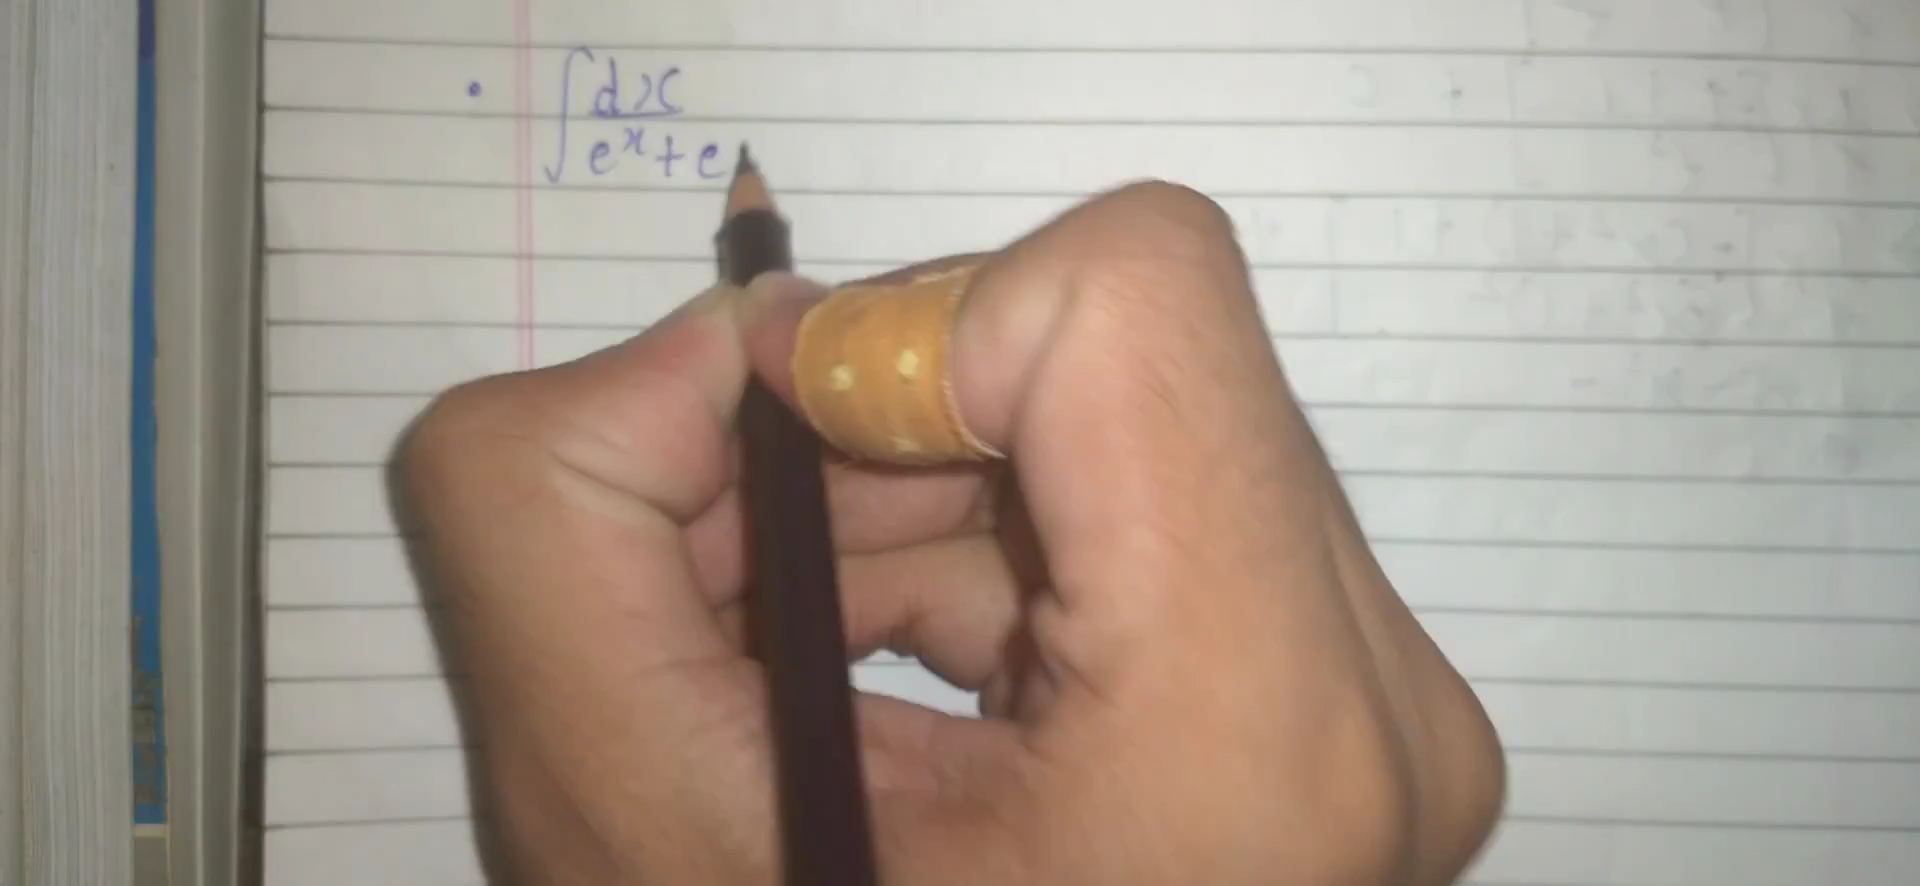 • ∫ dx
e^x + e